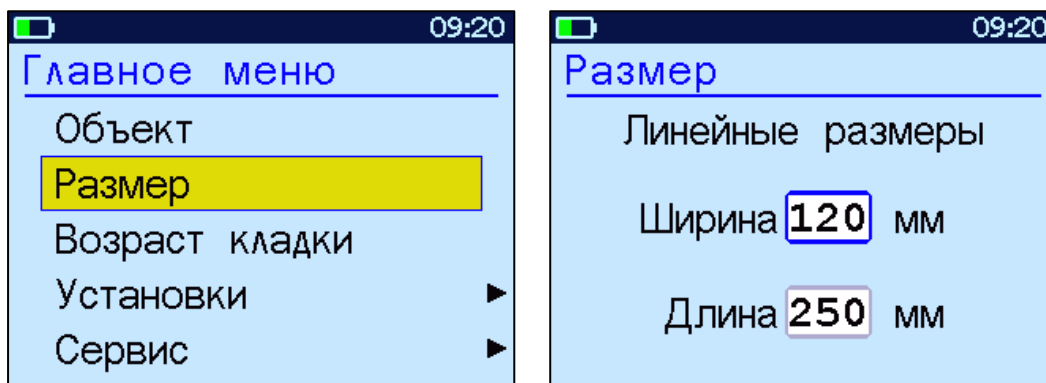 09:20
Главное меню
Объект
Размер
Возраст кладки
Установки
Сервис
09:20
Размер
Линейные размеры
Ширина 120 мм
Длина 250 мм